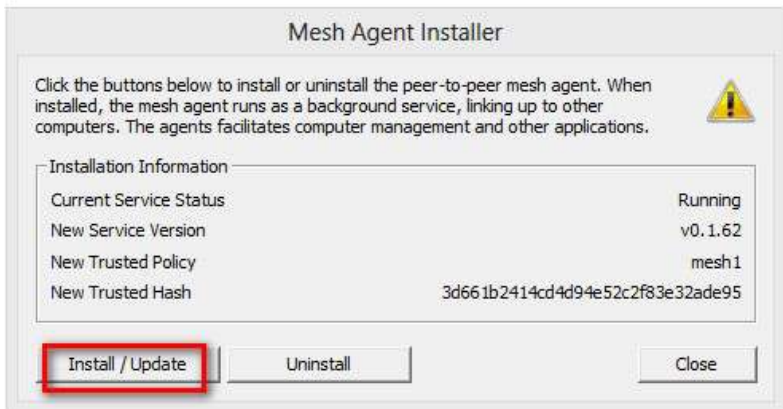 Mesh Agent Installer
Click the buttons below to install or uninstall the peer-to-peer mesh agent. When
installed, the mesh agent runs as a background service, linking up to other
computers. The agents facilitates computer management and other applications.
Installation Information
Current Service Status Running
New Service Version v0.1.62
New Trusted Policy mesh1
New Trusted Hash 3d661b2414cd4d94e52c2f83e32ade95
Install / Update Uninstall Close